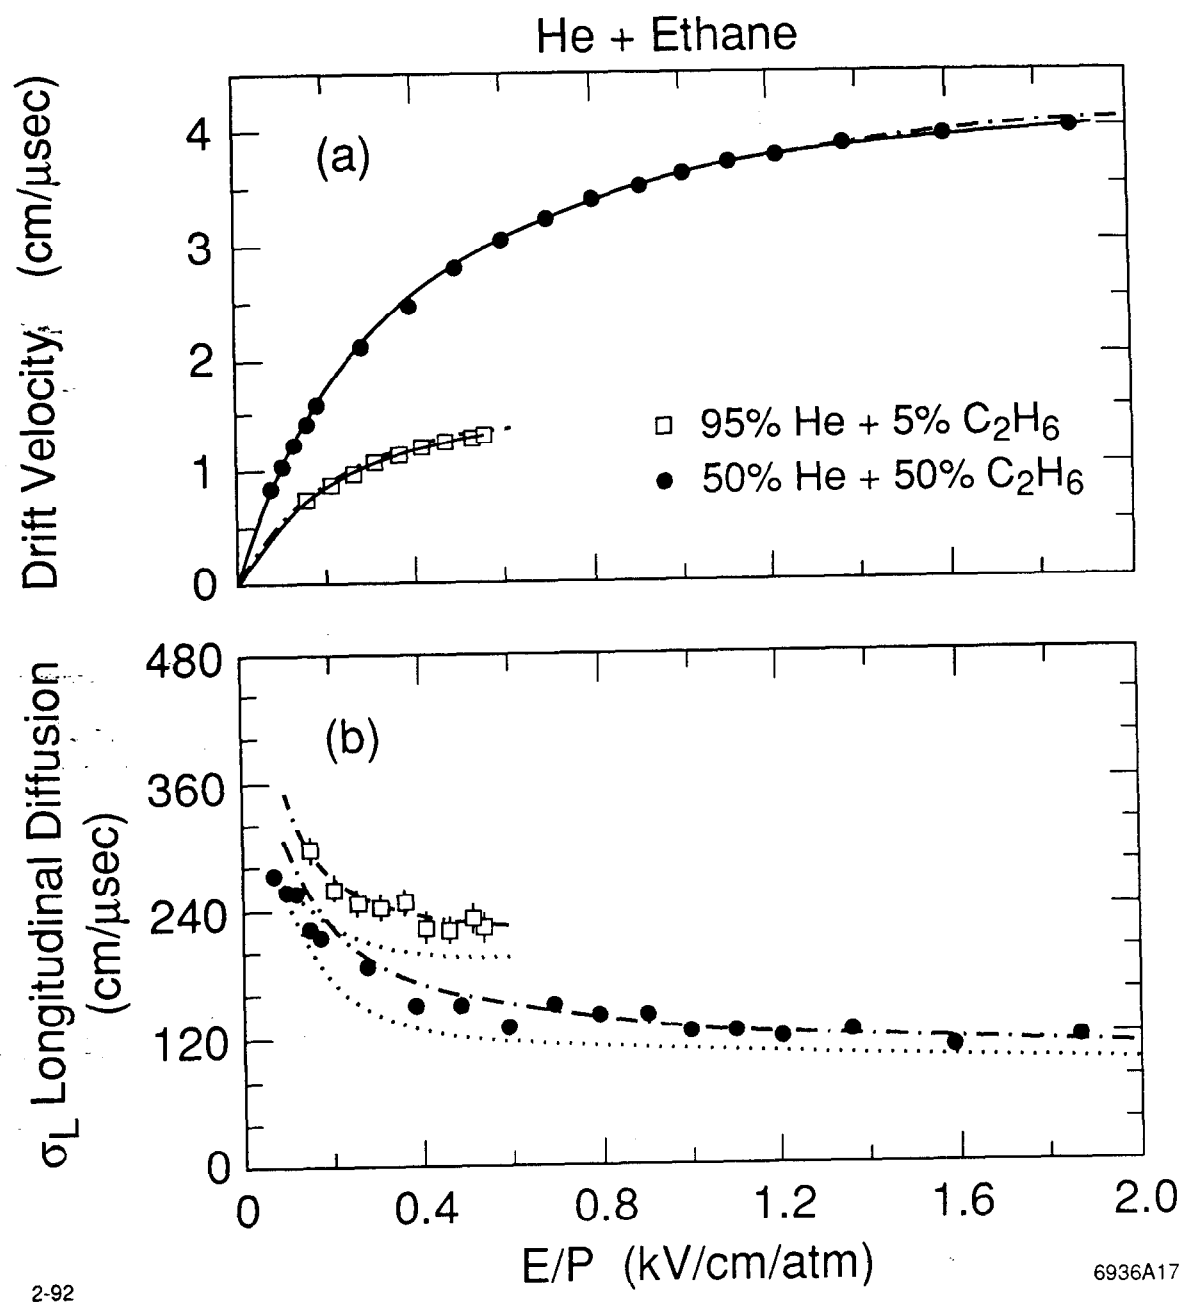 He + Ethane
Drift Velocity (cm/μsec)
(a)
4
3
2
1
0
□ 95% He + 5% C₂H₆
● 50% He + 50% C₂H₆
σL Longitudinal Diffusion
(cm/μsec)
(b)
480
360
240
120
0
0 0.4 0.8 1.2 1.6 2.0
E/P (kV/cm/atm)
2-92
6936A17